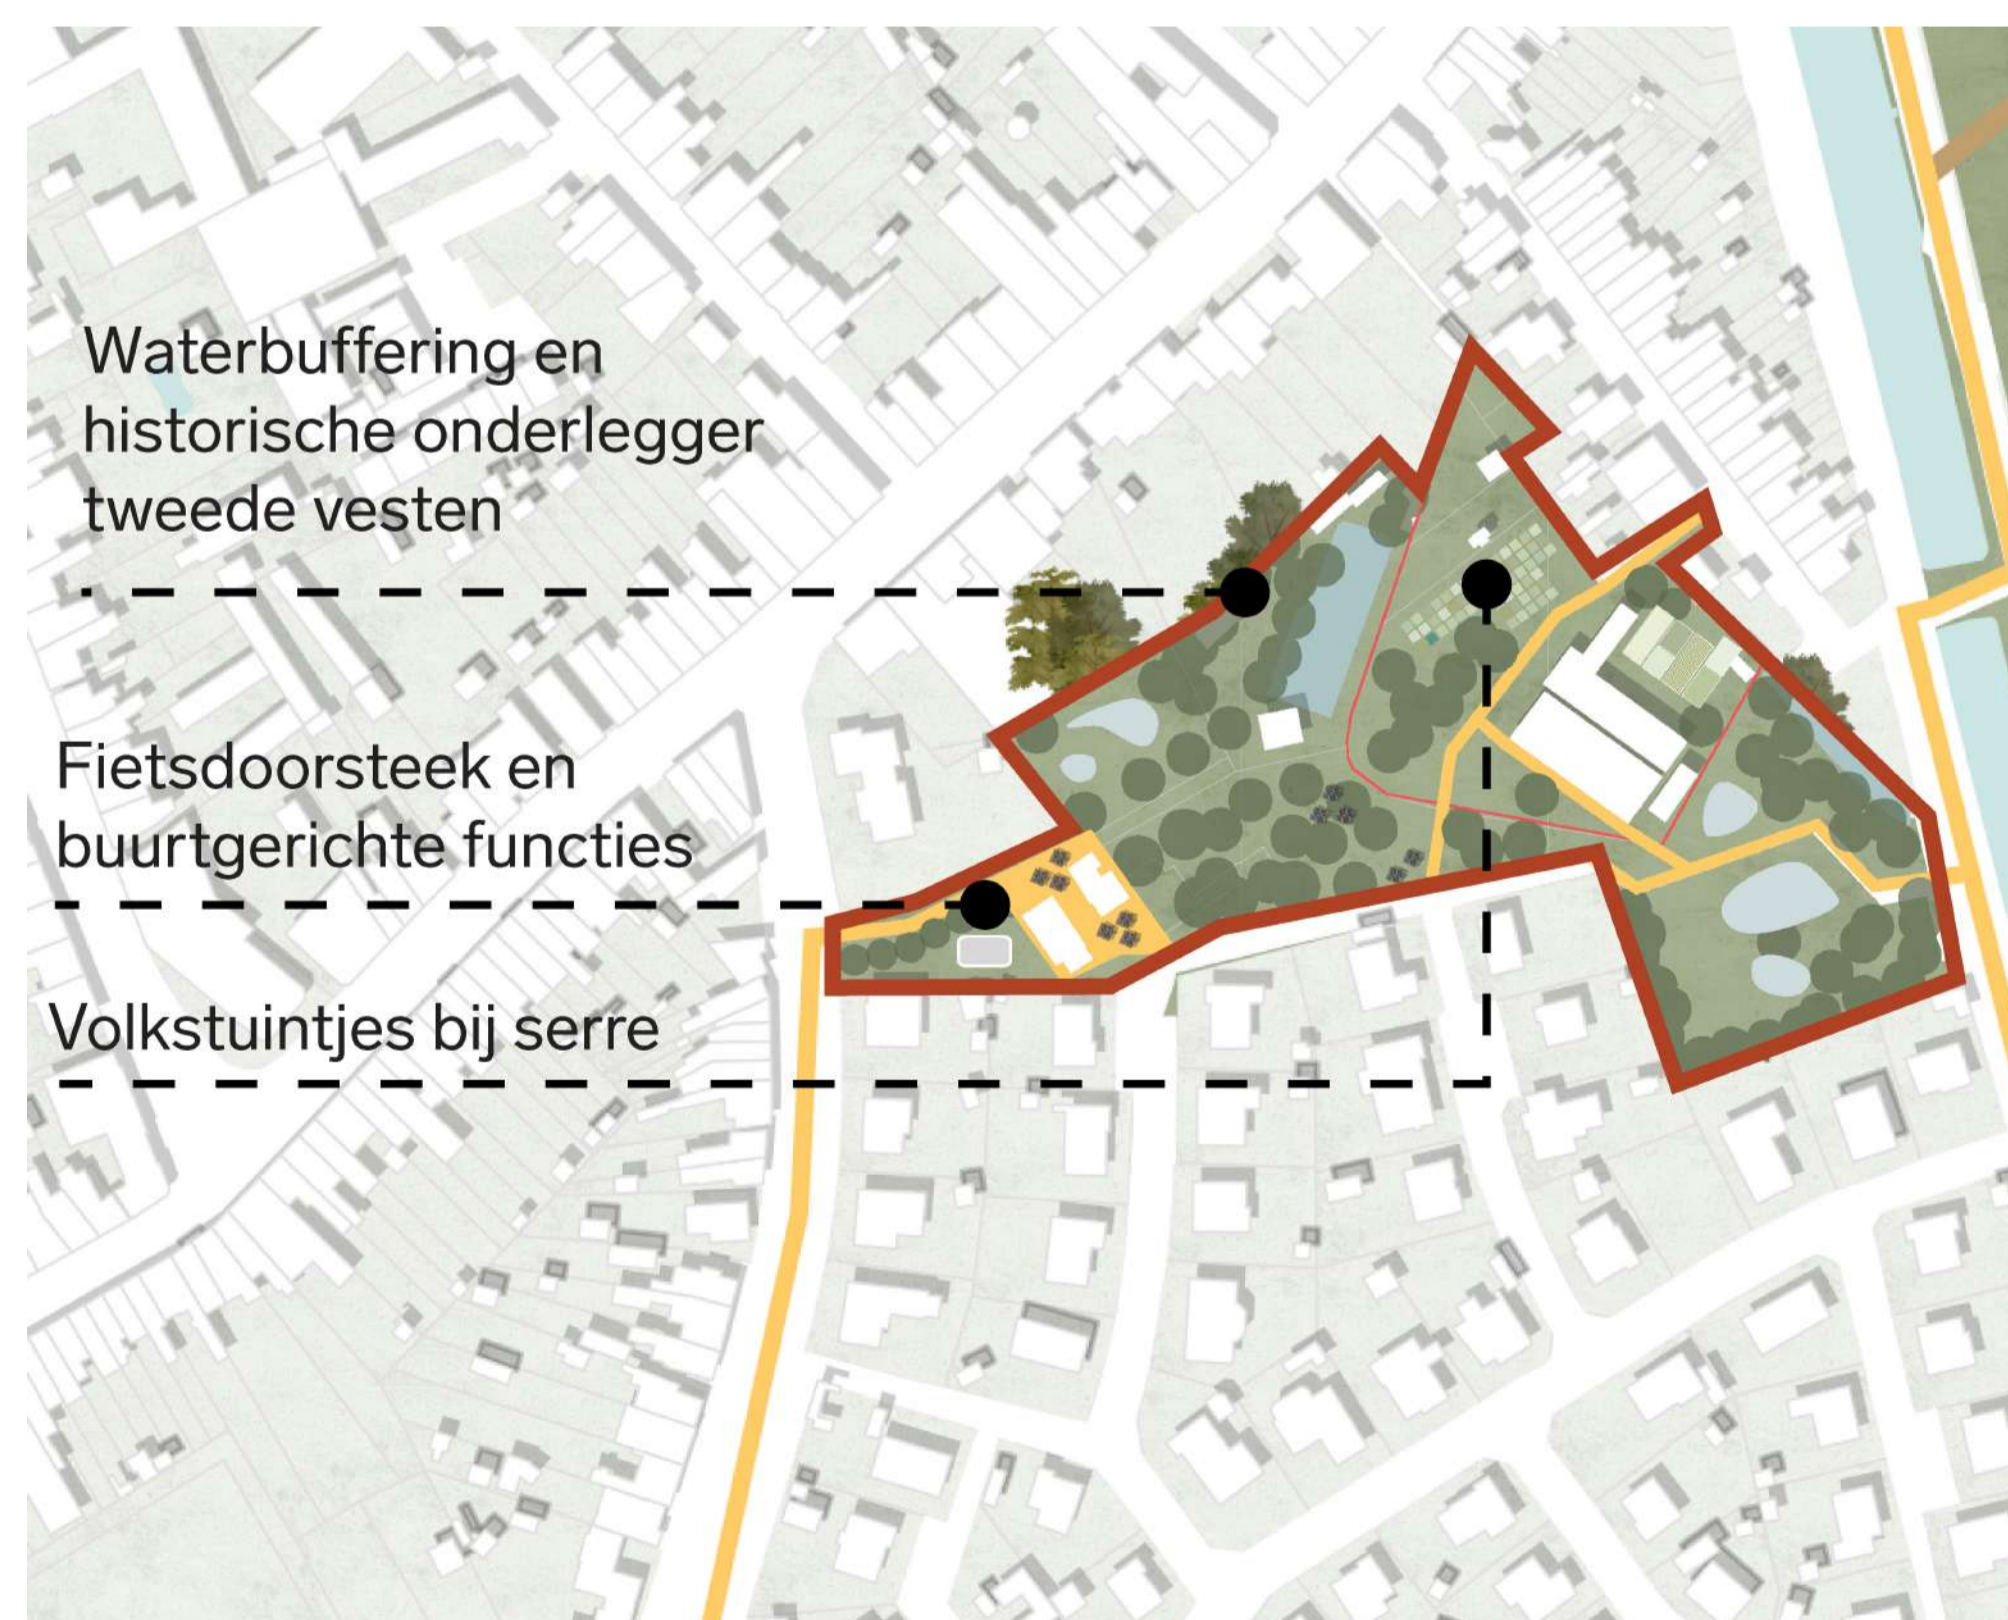 Waterbuffering en
historische onderlegger
tweede vesten
Fietsdoorsteek en
buurtgerichte functies
Volkstuintjes bij serre